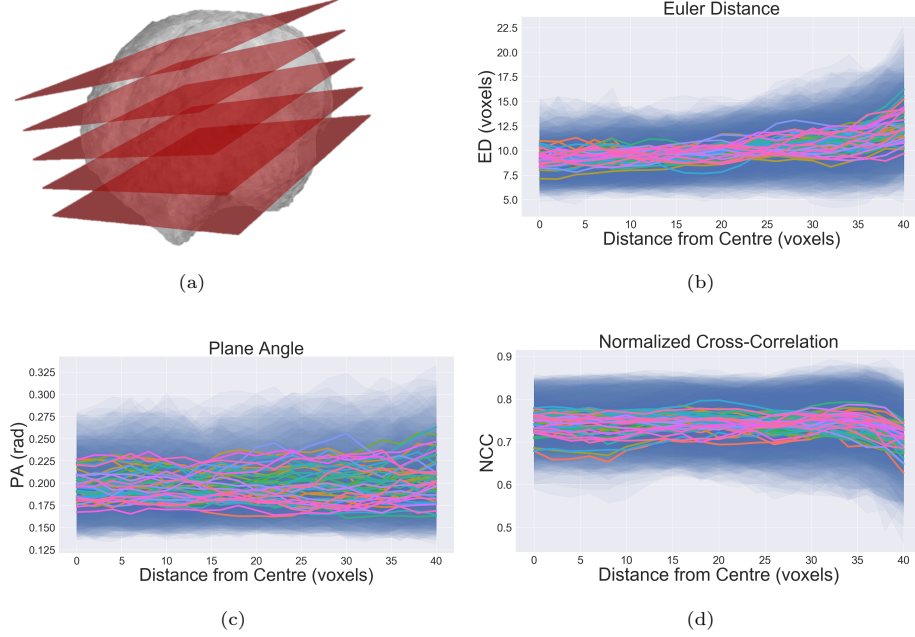 (a)
Euler Distance
22.5
20.0
17.5
15.0
12.5
10.0
7.5
5.0
ED (voxels)
0 5 10 15 20 25 30 35 40
Distance from Centre (voxels)
(b)
Plane Angle
0.325
0.300
0.275
0.250
0.225
0.200
0.175
0.150
0.125
PA (rad)
0 5 10 15 20 25 30 35 40
Distance from Centre (voxels)
(c)
Normalized Cross-Correlation
0.9
0.8
0.7
0.6
0.5
NCC
0 5 10 15 20 25 30 35 40
Distance from Centre (voxels)
(d)